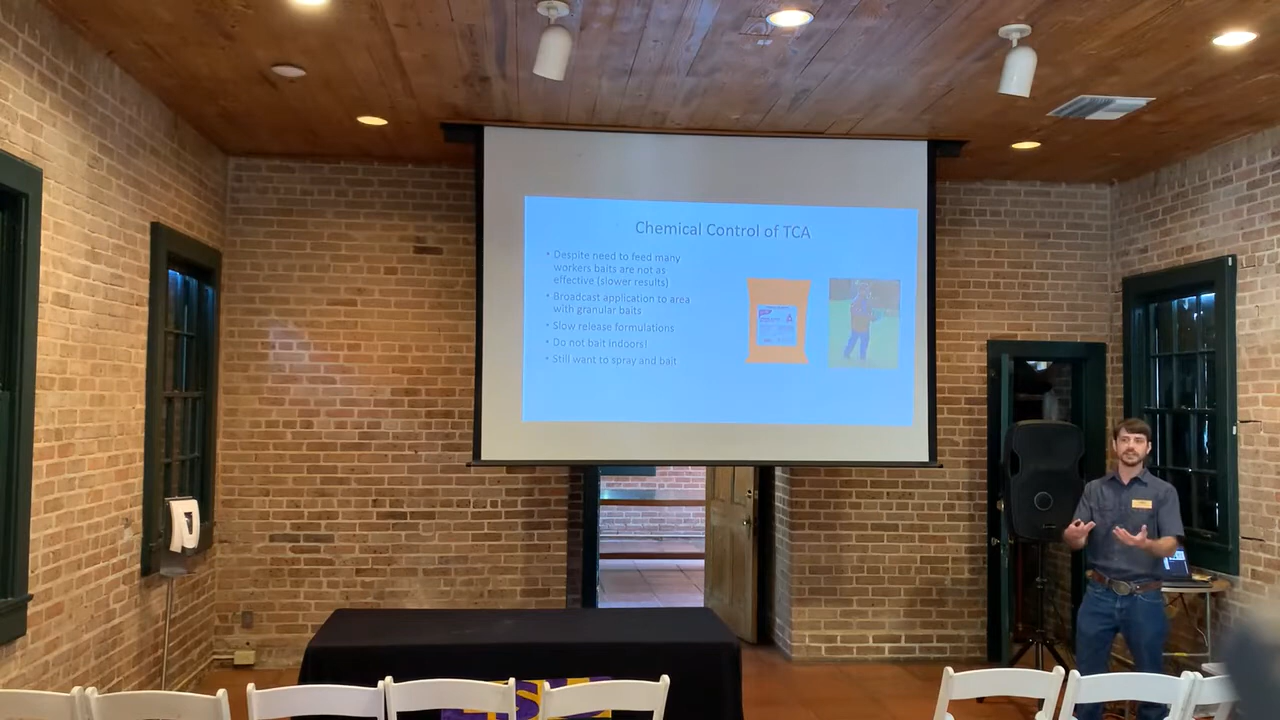 Chemical Control of TCA
• Despite need to feed many
workers baits are not as
effective (slower results)
• Broadcast application to area
with granular baits
• Slow release formulations
• Do not bait indoors!
• Still want to spray and bait